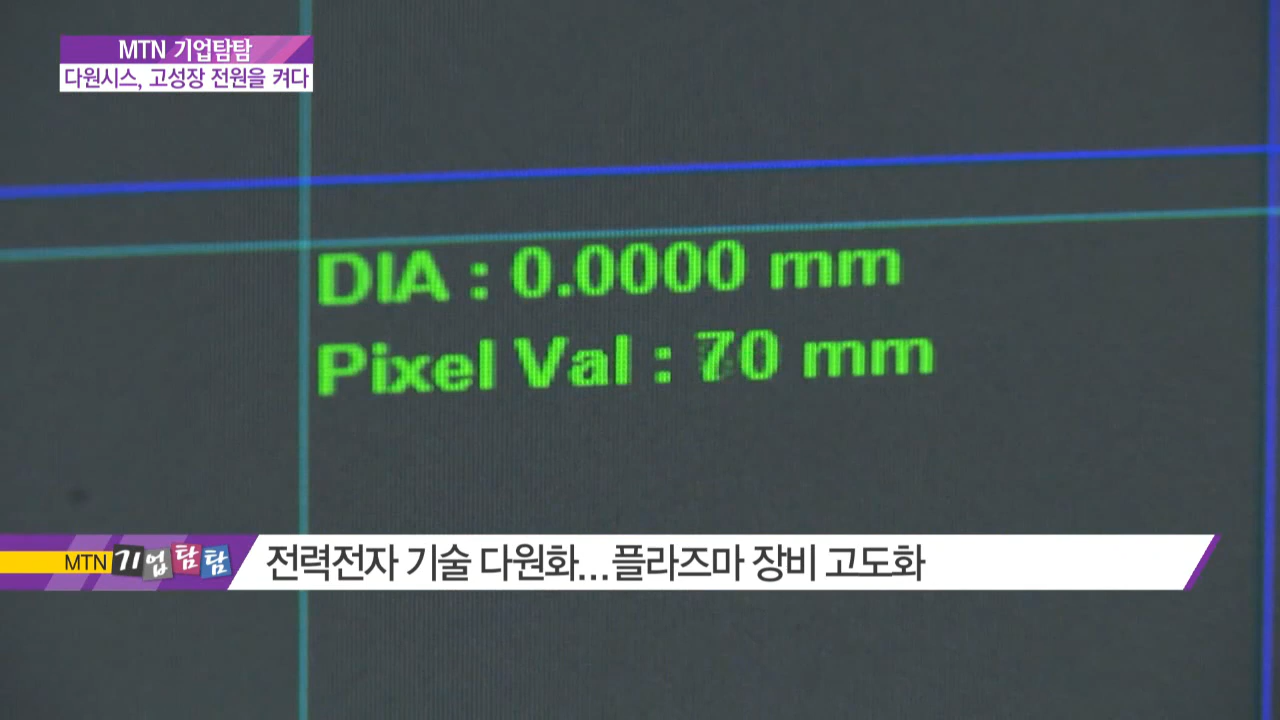 MTN 기업탐탐
다원시스, 고성장 전원을 켜다
DIA : 0.0000 mm
Pixel Val : 70 mm
MTN 기업탐탐
전력전자 기술 다원화...플라즈마 장비 고도화